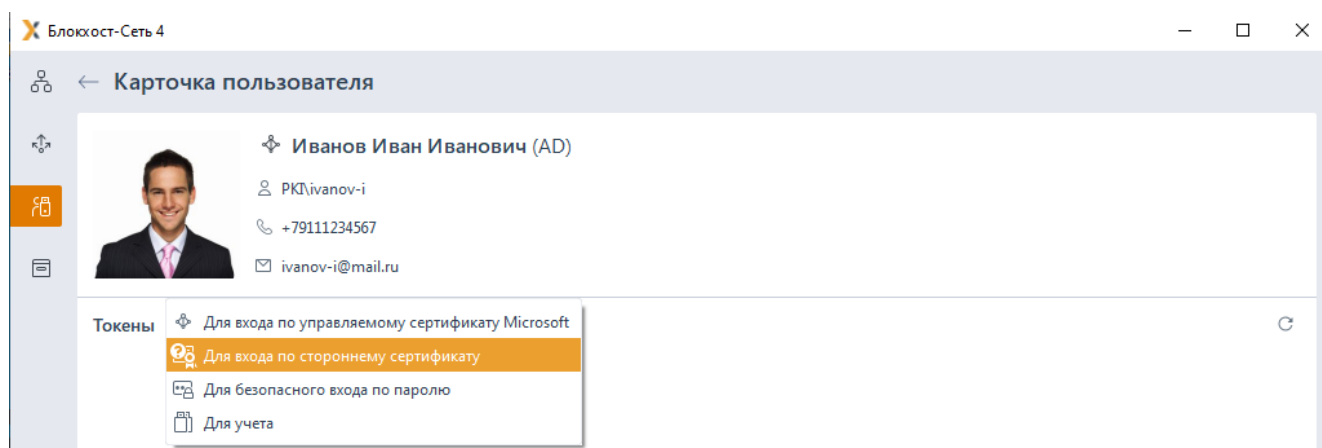 Блокхост-Сеть 4
← Карточка пользователя
Иванов Иван Иванович (AD)
PKI\ivanov-i
+79111234567
ivanov-i@mail.ru
Токены
Для входа по управляемому сертификату Microsoft
Для входа по стороннему сертификату
Для безопасного входа по паролю
Для учета